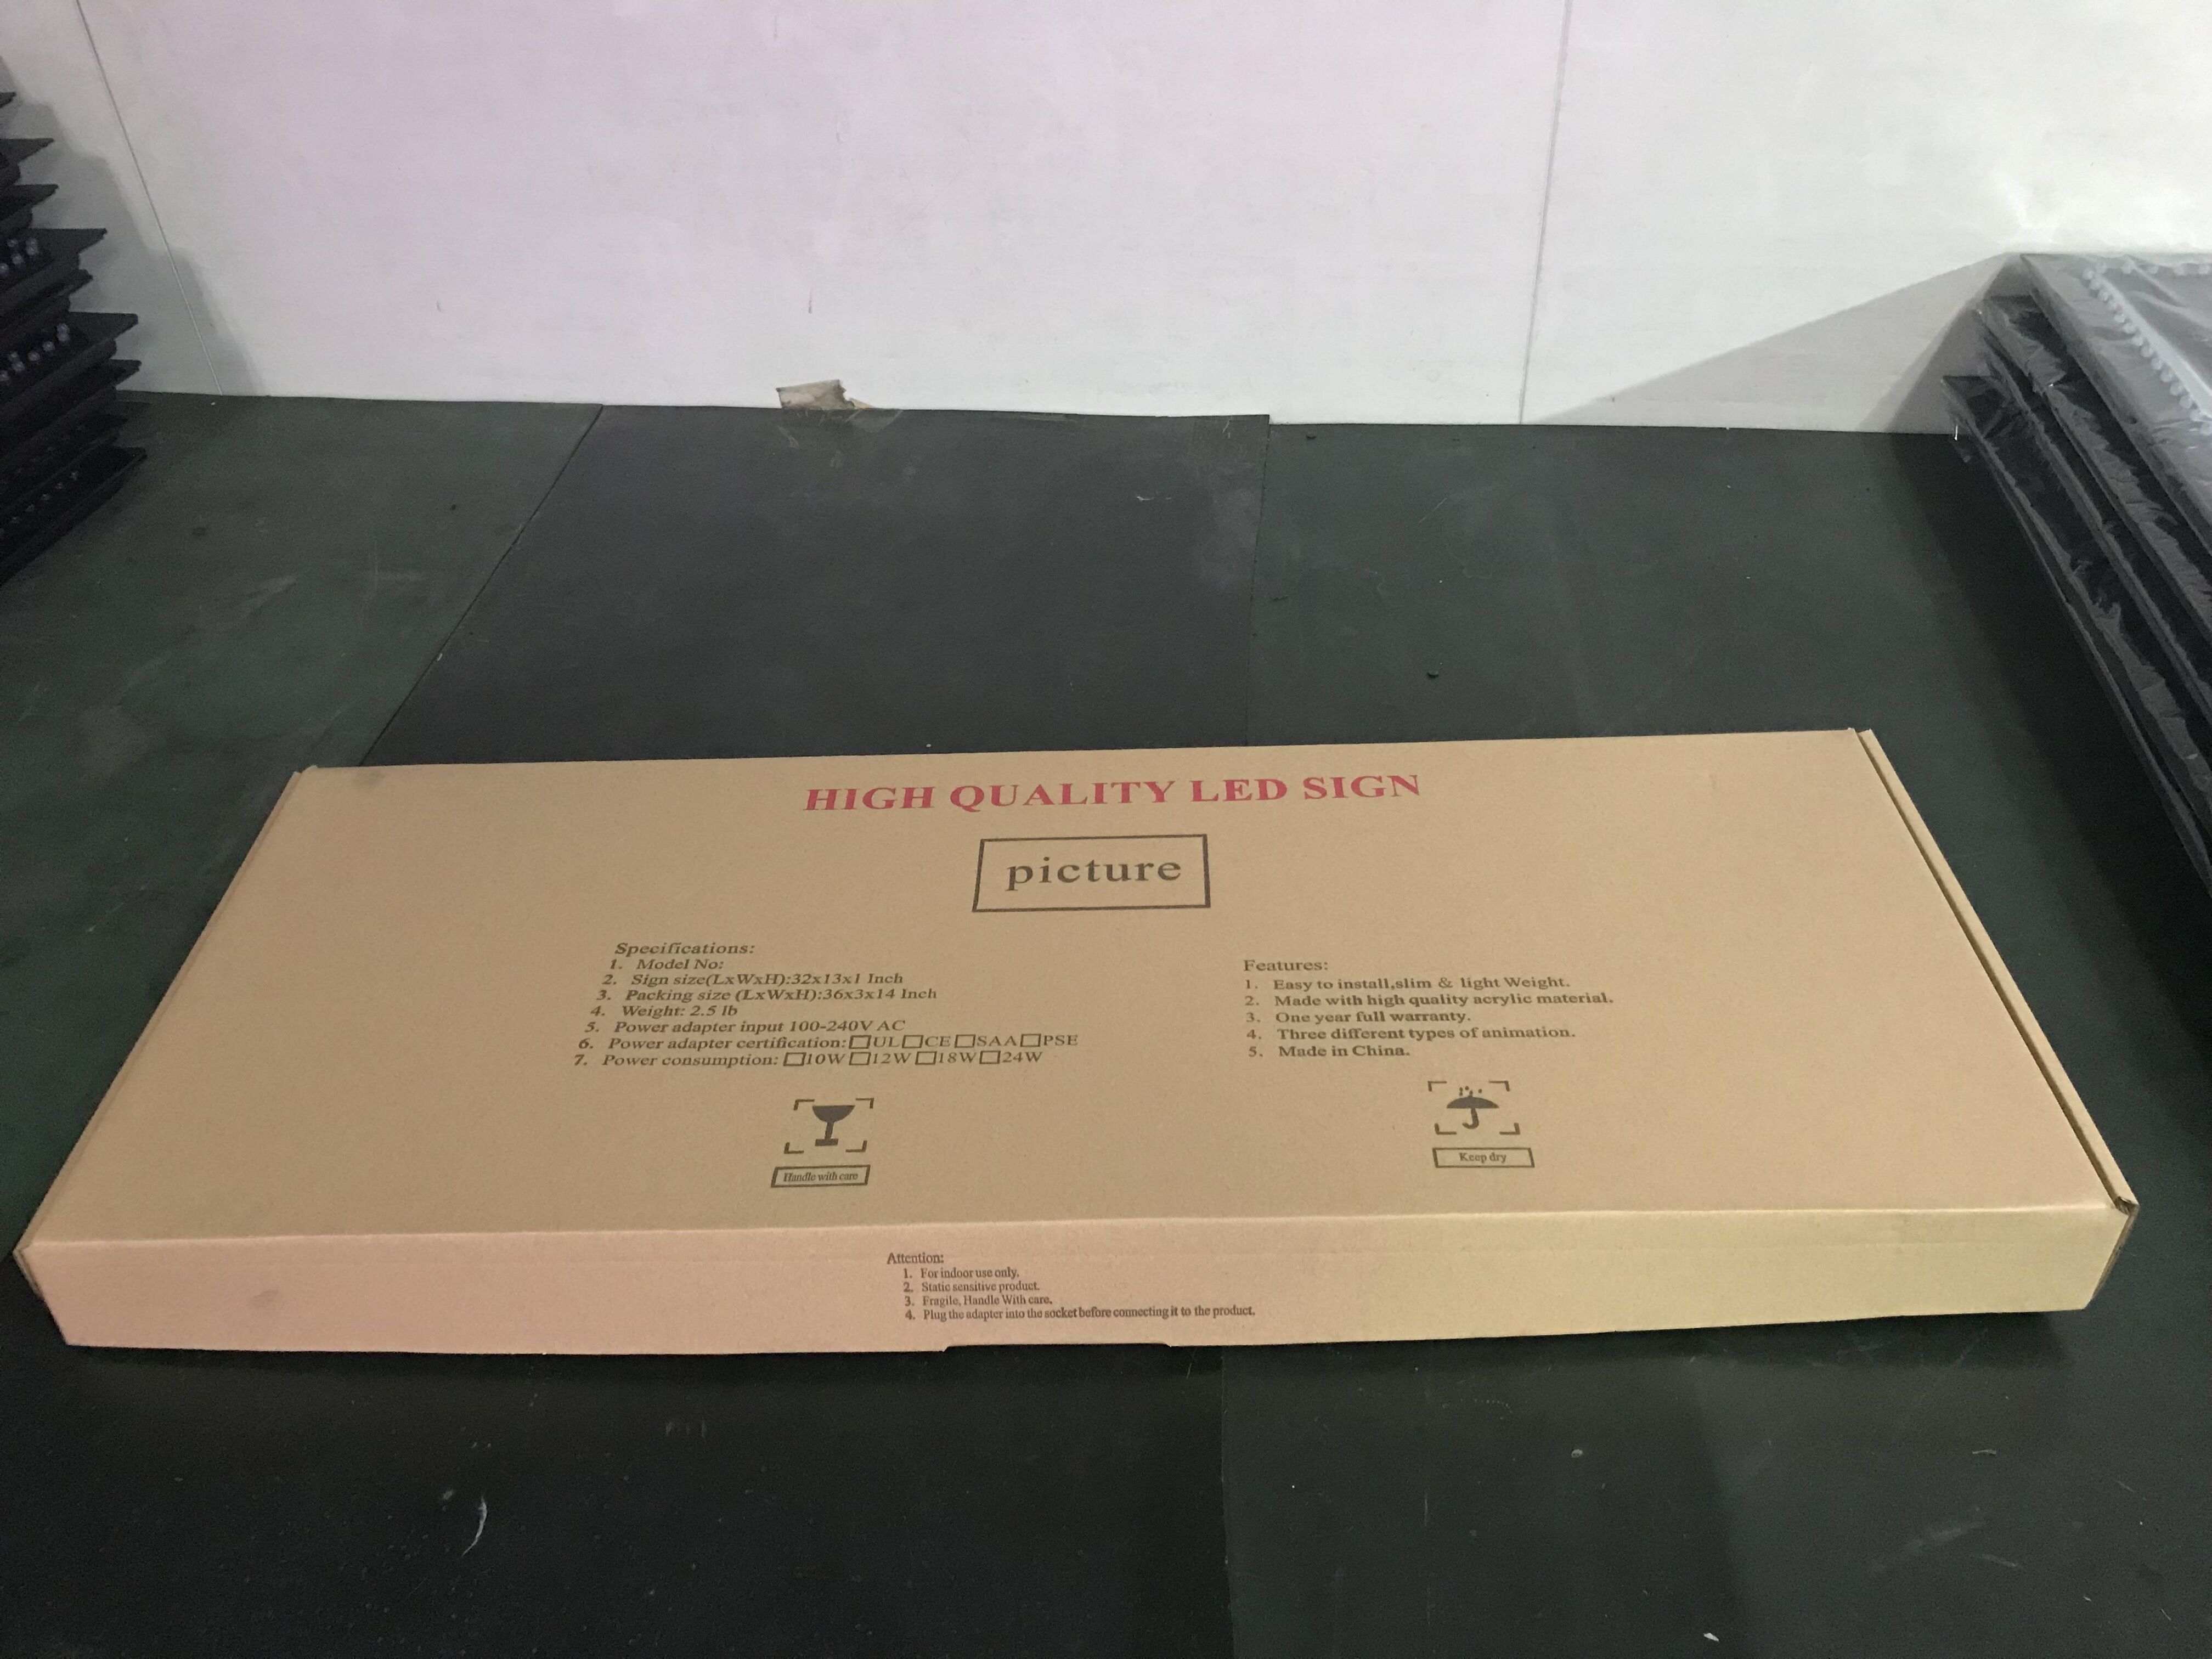 HIGH QUALITY LED SIGN
picture
Specifications:
1. Model No:
2. Sign size(LxWxH):32x13x1 Inch
3. Packing size (LxWxH):36x3x14 Inch
4. Weight: 2.5 lb
5. Power adapter input 100-240V AC
6. Power adapter certification:□UL□CE□SAA□PSE
7. Power consumption: □10W□12W□18W□24W
Features:
1. Easy to install,slim & light Weight.
2. Made with high quality acrylic material.
3. One year full warranty.
4. Three different types of animation.
5. Made in China.
Handle with care
Keep dry
Attention:
1. For indoor use only.
2. Static sensitive product.
3. Fragile, Handle With care.
4. Plug the adapter into the socket before connecting it to the product.